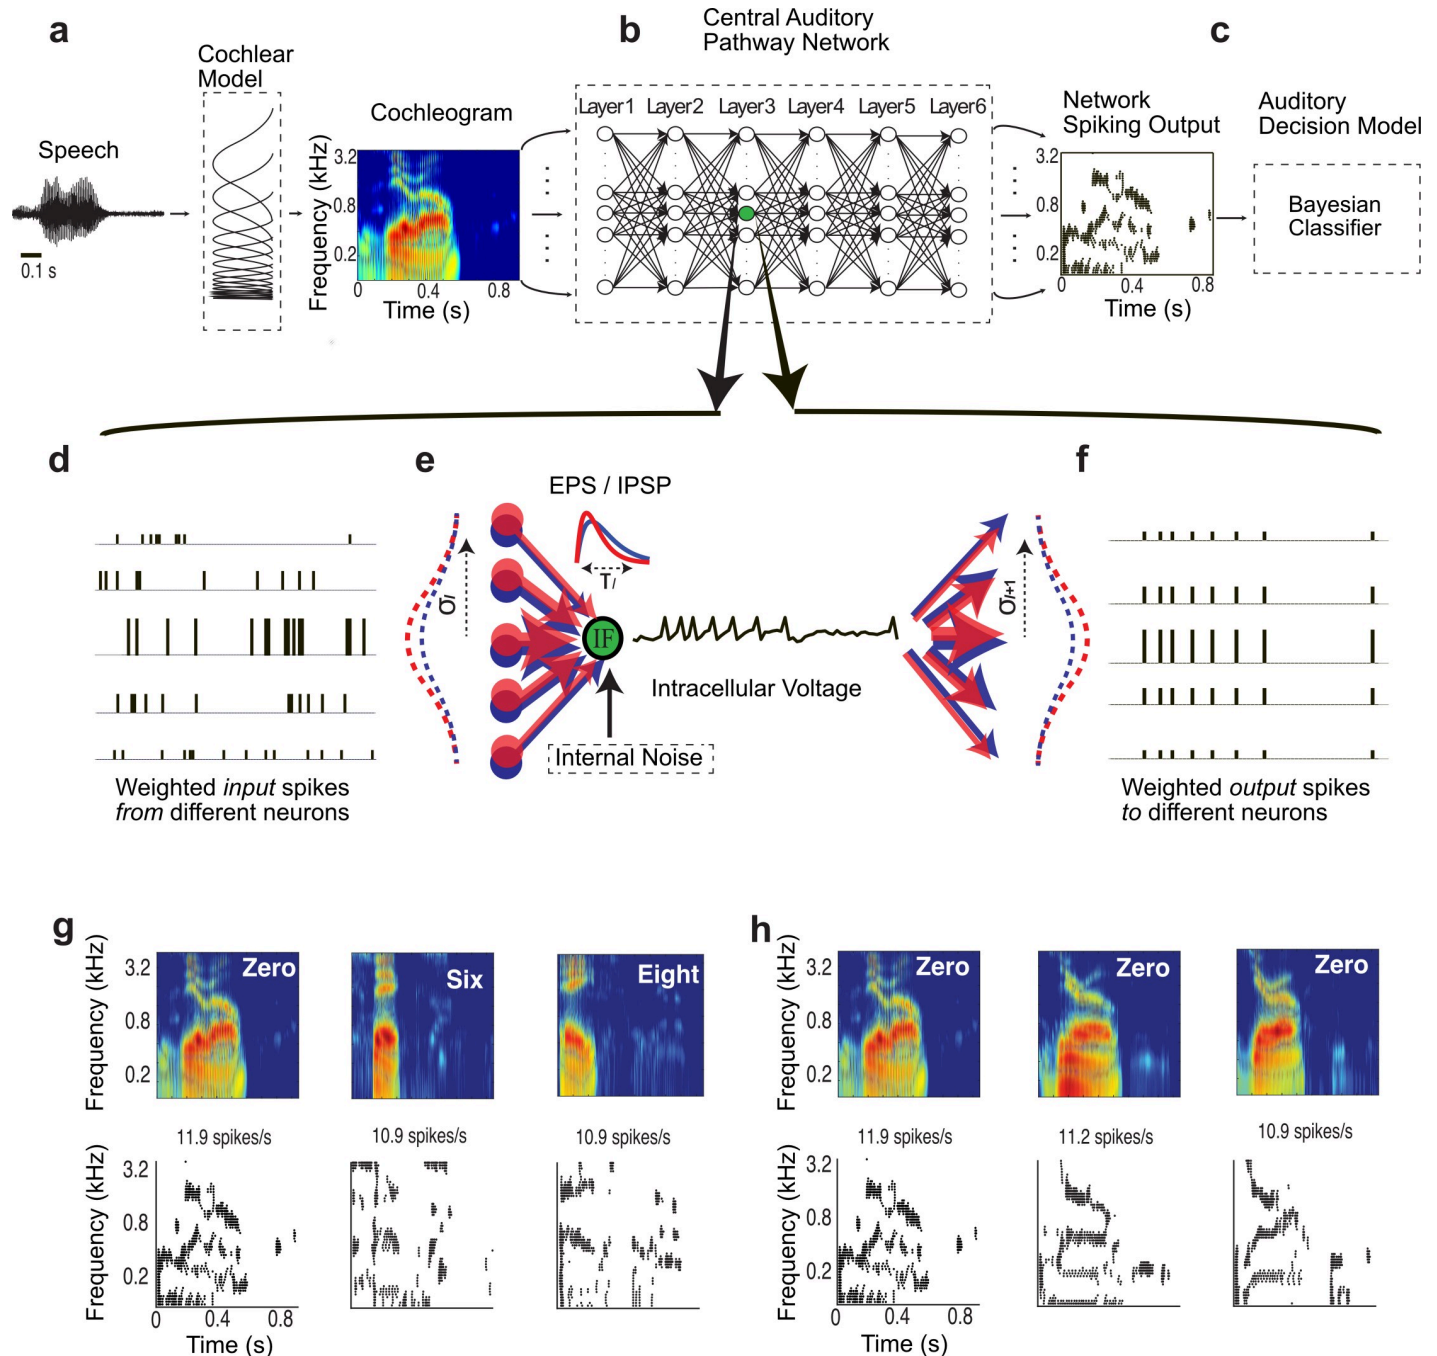 a
b
c
Central Auditory
Pathway Network
Cochlear
Model
Speech
0.1 s
Cochleogram
Frequency (kHz)
3.2
0.8
0.2
0
0.4
0.8
Time (s)
Layer1 Layer2 Layer3 Layer4 Layer5 Layer6
Network
Spiking Output
3.2
0.8
0.2
0
0.4
0.8
Time (s)
Auditory
Decision Model
Bayesian
Classifier
d
e
f
EPS / IPSP
T_l
σ_l
IF
Intracellular Voltage
Internal Noise
σ_l+1
Weighted input spikes
from different neurons
Weighted output spikes
to different neurons
g
Frequency (kHz)
3.2
0.8
0.2
Zero
Six
Eight
11.9 spikes/s
10.9 spikes/s
10.9 spikes/s
Frequency (kHz)
3.2
0.8
0.2
0
0.4
0.8
Time (s)
h
Frequency (kHz)
3.2
0.8
0.2
Zero
Zero
Zero
11.9 spikes/s
11.2 spikes/s
10.9 spikes/s
Frequency (kHz)
3.2
0.8
0.2
0
0.4
0.8
Time (s)